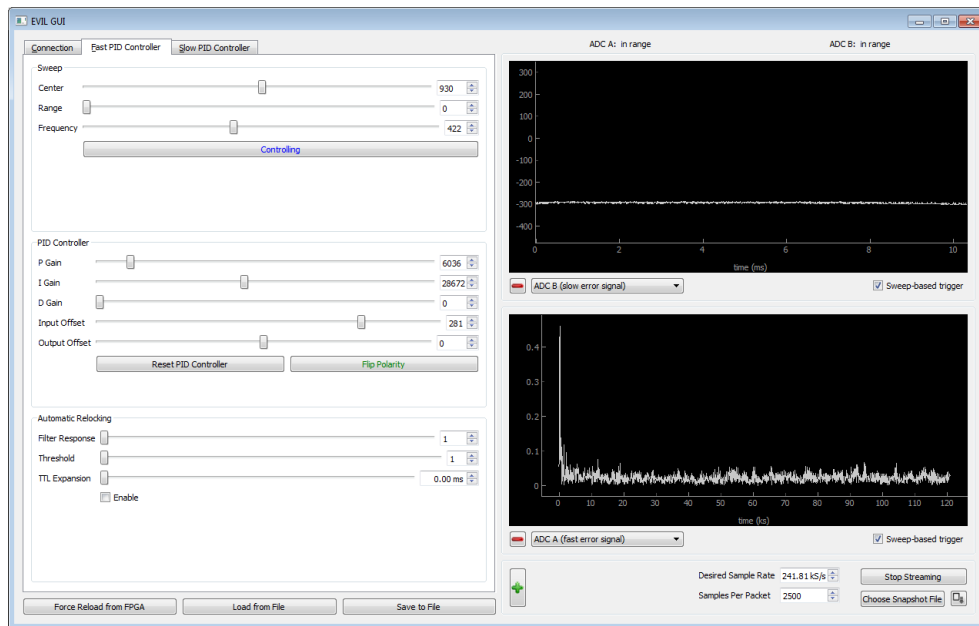 EVIL GUI
Connection
Fast PID Controller
Slow PID Controller
Sweep
Center
930
Range
0
Frequency
422
Controlling
PID Controller
P Gain
6036
I Gain
28672
D Gain
0
Input Offset
281
Output Offset
0
Reset PID Controller
Flip Polarity
Automatic Relocking
Filter Response
1
Threshold
1
TTL Expansion
0.00 ms
Enable
Force Reload from FPGA
Load from File
Save to File
ADC A: in range
ADC B: in range
300
200
100
0
-100
-200
-300
-400
0 2 4 6 8 10
time (ms)
ADC B (slow error signal)
Sweep-based trigger
0.4
0.3
0.2
0.1
0
0 10 20 30 40 50 60 70 80 90 100 110 120
time (ks)
ADC A (fast error signal)
Sweep-based trigger
Desired Sample Rate
241.81 kS/s
Stop Streaming
Samples Per Packet
2500
Choose Snapshot File